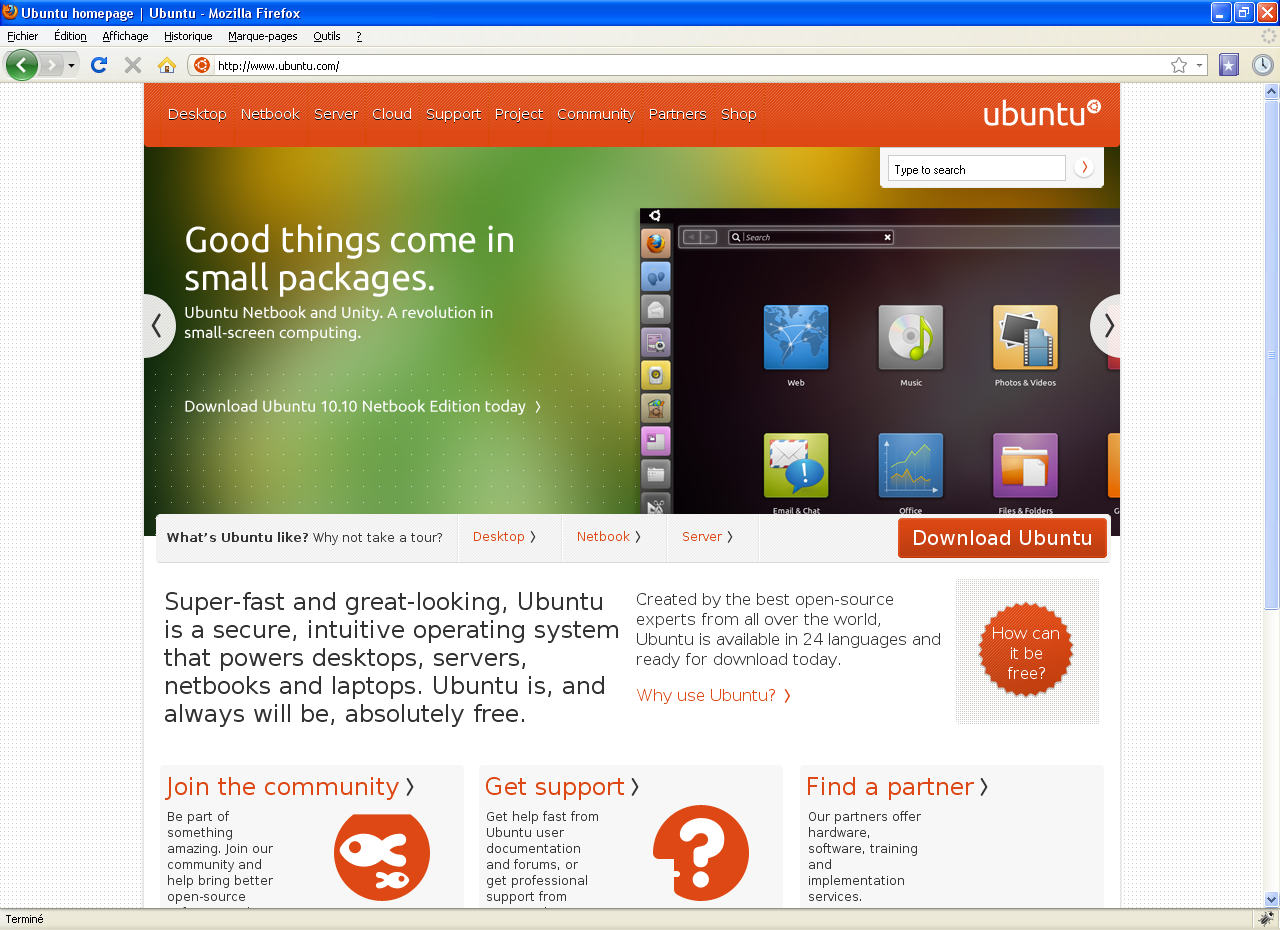 Ubuntu homepage | Ubuntu - Mozilla Firefox
Fichier Édition Affichage Historique Marque-pages Outils ?
http://www.ubuntu.com/
Desktop Netbook Server Cloud Support Project Community Partners Shop
ubuntu
Type to search
Good things come in
small packages.
Ubuntu Netbook and Unity. A revolution in
small-screen computing.
Download Ubuntu 10.10 Netbook Edition today
Search
Web Music Photos & Videos
Email & Chat Office Files & Folders
What's Ubuntu like? Why not take a tour? Desktop Netbook Server
Download Ubuntu
Super-fast and great-looking, Ubuntu
is a secure, intuitive operating system
that powers desktops, servers,
netbooks and laptops. Ubuntu is, and
always will be, absolutely free.
Created by the best open-source
experts from all over the world,
Ubuntu is available in 24 languages and
ready for download today.
Why use Ubuntu?
How can
it be
free?
Join the community
Be part of
something
amazing. Join our
community and
help bring better
open-source
Get support
Get help fast from
Ubuntu user
documentation
and forums, or
get professional
support from
Find a partner
Our partners offer
hardware,
software, training
and
implementation
services.
Terminé